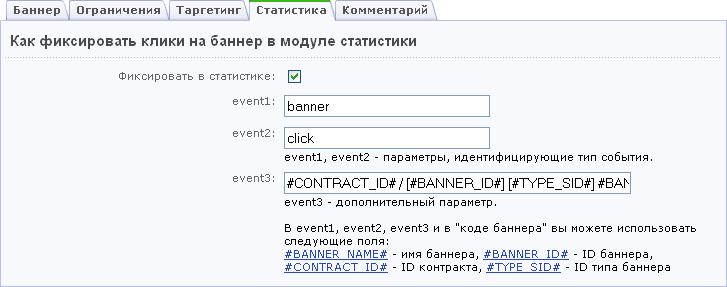 Баннер Ограничения Таргетинг Статистика Комментарий
Как фиксировать клики на баннер в модуле статистики
Фиксировать в статистике:
event1: banner
event2: click
event1, event2 - параметры, идентифицирующие тип события.
event3: #CONTRACT_ID# / [#BANNER_ID#] [#TYPE_SID#] #BAN
event3 - дополнительный параметр.
В event1, event2, event3 и в "коде баннера" вы можете использовать
следующие поля:
#BANNER_NAME# - имя баннера, #BANNER_ID# - ID баннера,
#CONTRACT_ID# - ID контракта, #TYPE_SID# - ID типа баннера